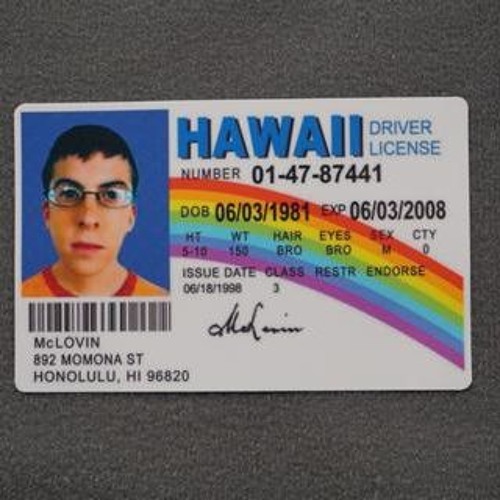 HAWAII DRIVER LICENSE
NUMBER 01-47-87441
DOB 06/03/1981 EXP 06/03/2008
HT WT HAIR EYES SEX CTY
5-10 150 BRO BRO M 0
ISSUE DATE CLASS RESTR ENDORSE
06/18/1998 3
McLovin
McLOVIN
892 MOMONA ST
HONOLULU, HI 96820